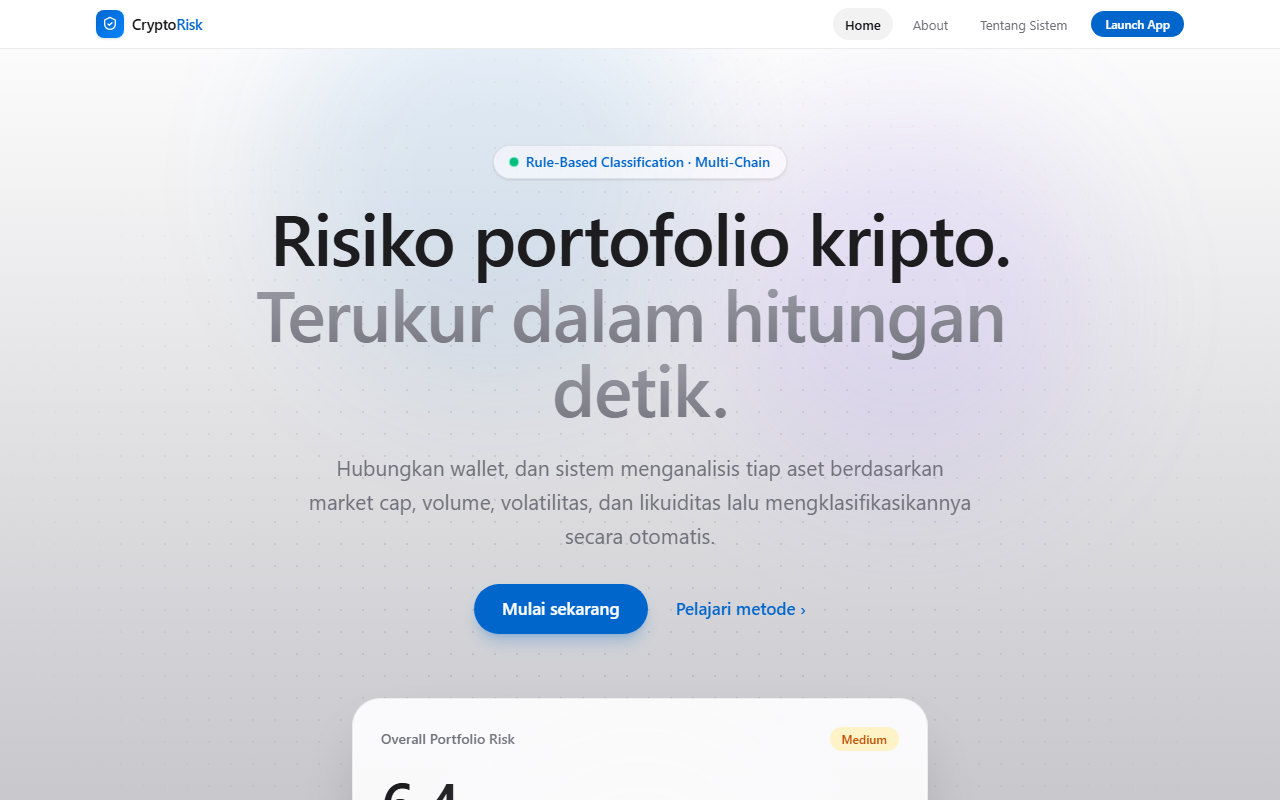 CryptoRisk
Home
About
Tentang Sistem
Launch App
Rule-Based Classification · Multi-Chain
Risiko portofolio kripto.
Terukur dalam hitungan
detik.
Hubungkan wallet, dan sistem menganalisis tiap aset berdasarkan
market cap, volume, volatilitas, dan likuiditas lalu mengklasifikasikannya
secara otomatis.
Mulai sekarang
Pelajari metode ›
Overall Portfolio Risk
Medium
6.4